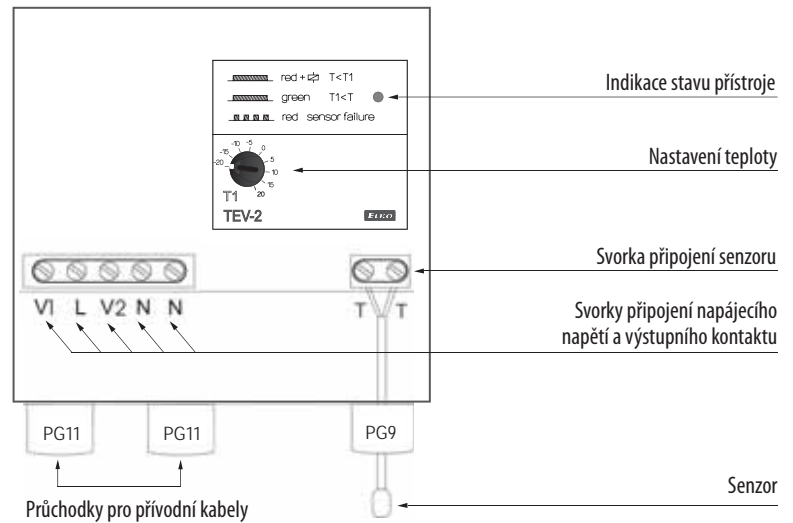 red + T<T1
green T1<T
red sensor failure
Indikace stavu přístroje
-20 -15 -10 -5 0 5 10 15 20
Nastavení teploty
T1
TEV-2
ELKO
Svorka připojení senzoru
V1 L V2 N N
T T
Svorky připojení napájecího
napětí a výstupního kontaktu
PG11
PG11
PG9
Senzor
Průchodky pro přívodní kabely